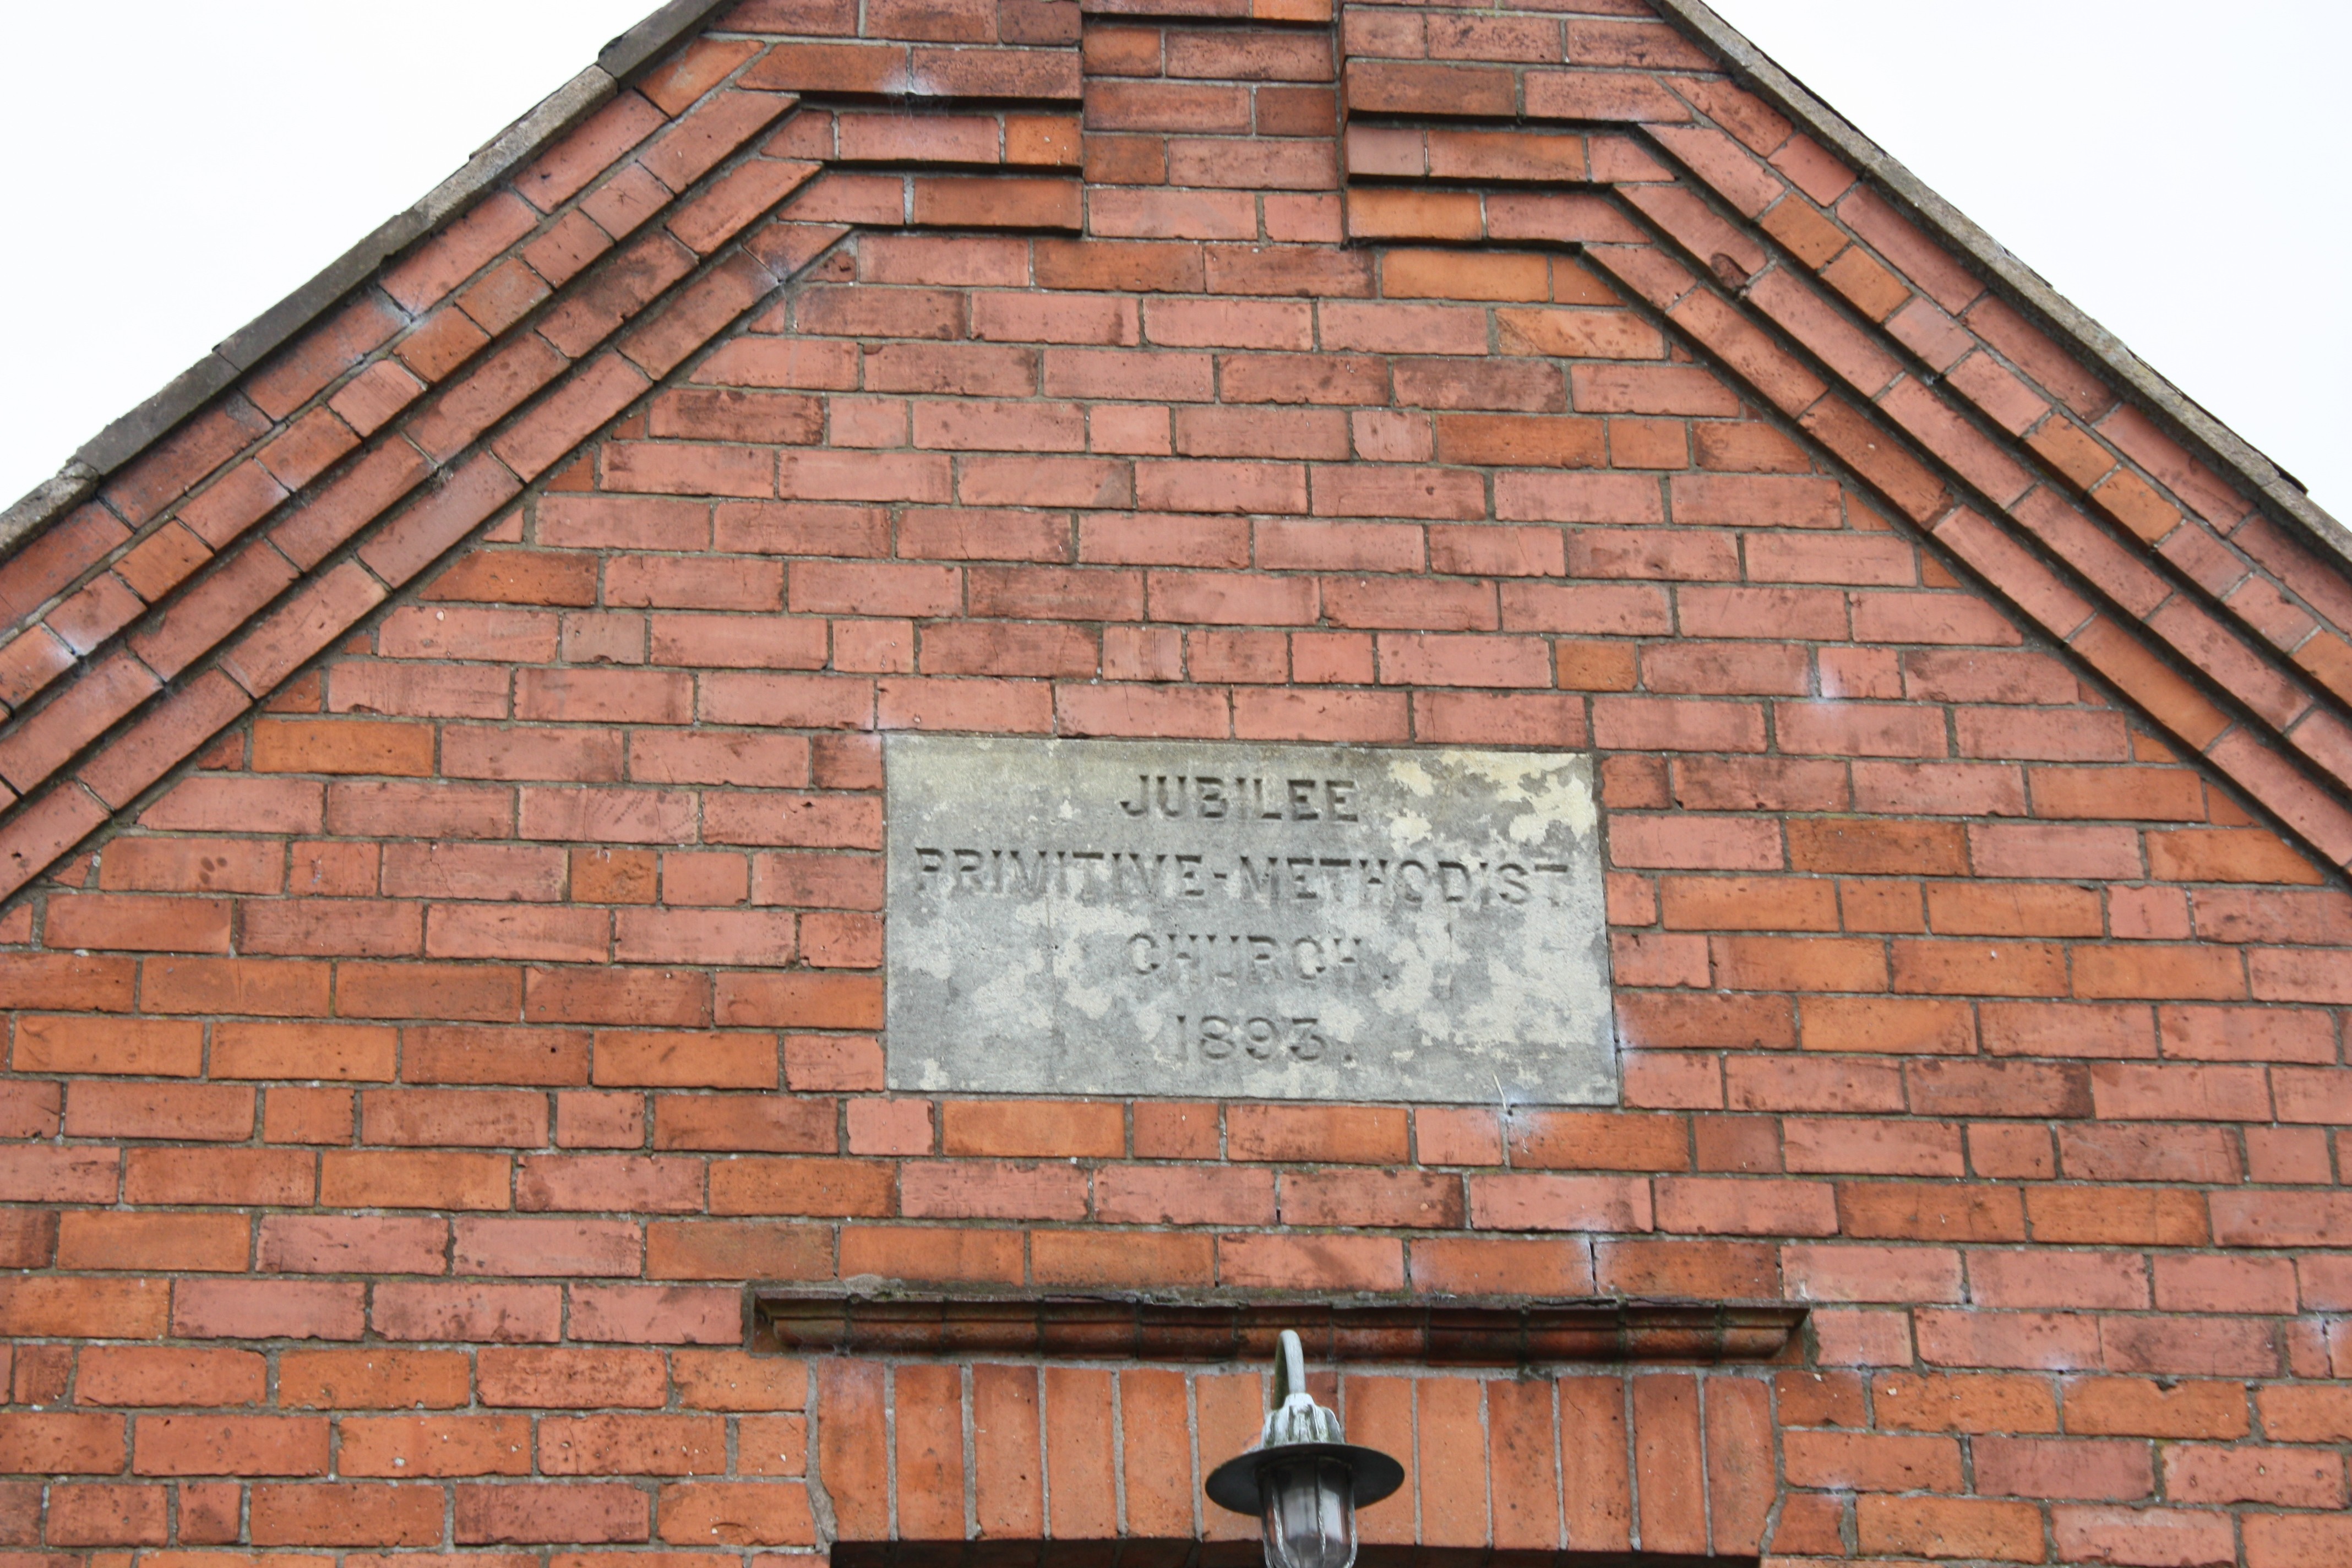 JUBILEE
PRIMITIVE-METHODIST
CHURCH.
1893.